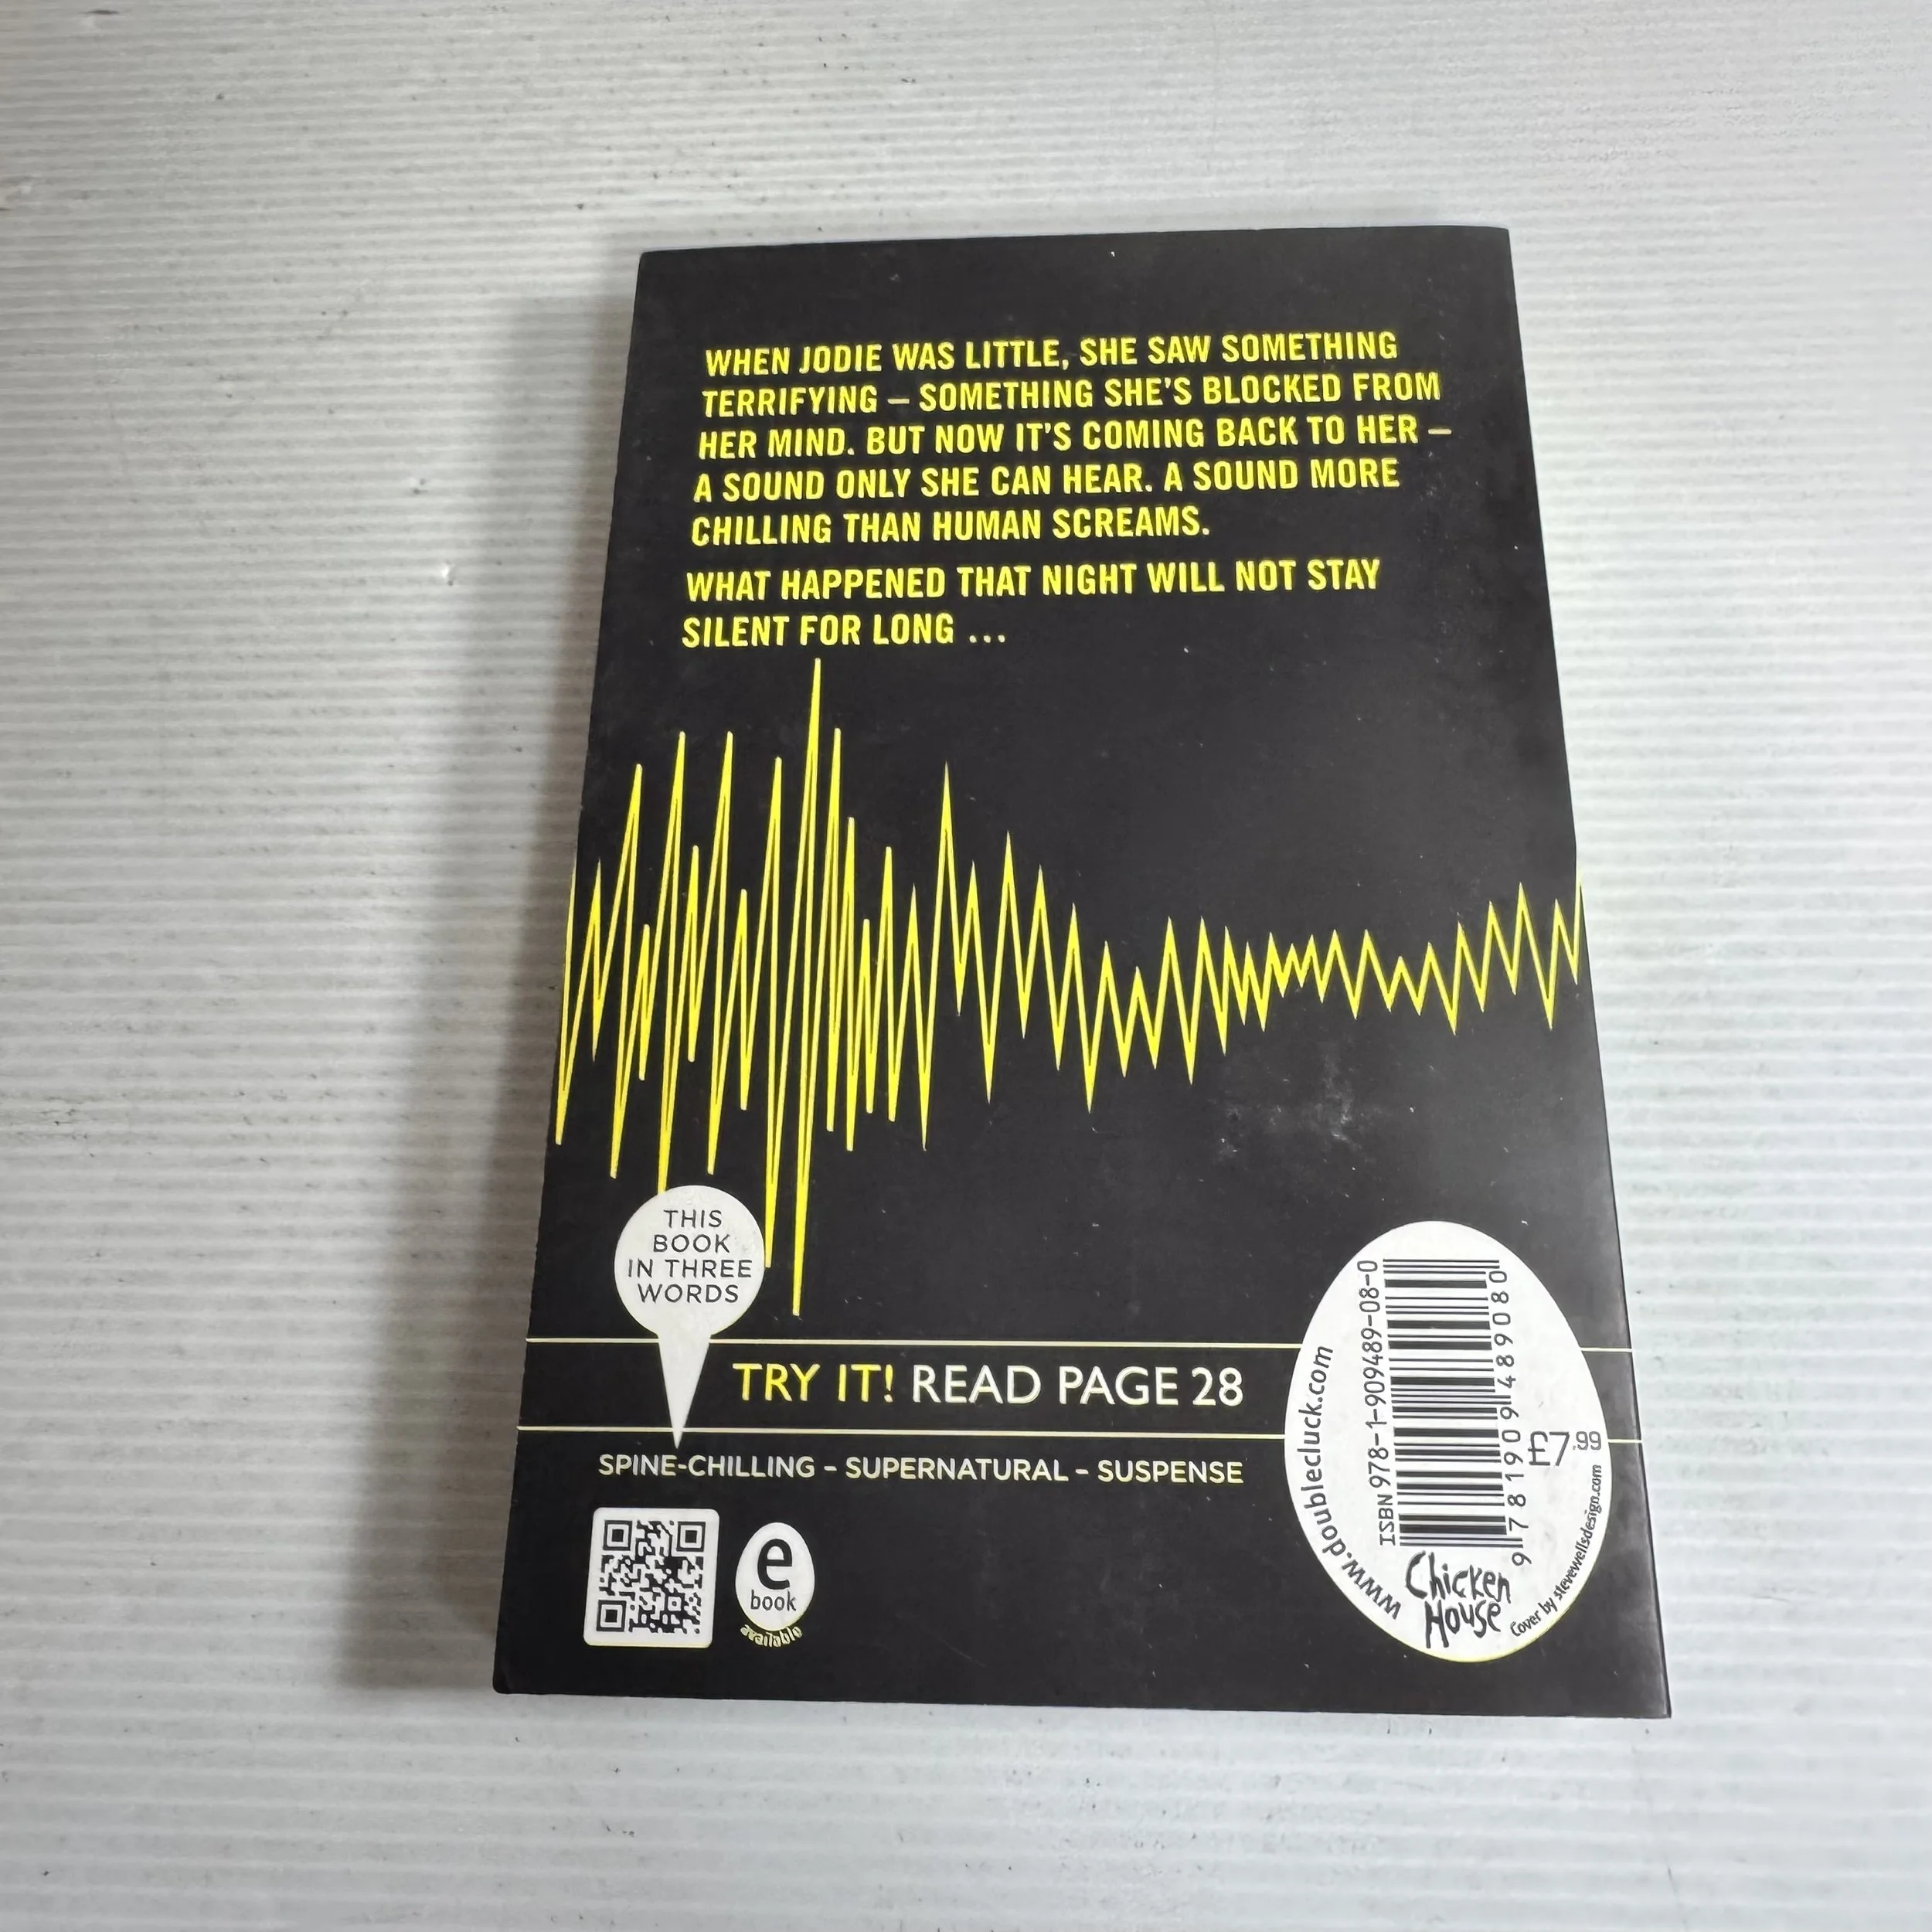 WHEN JODIE WAS LITTLE, SHE SAW SOMETHING
TERRIFYING – SOMETHING SHE'S BLOCKED FROM
HER MIND. BUT NOW IT'S COMING BACK TO HER –
A SOUND ONLY SHE CAN HEAR. A SOUND MORE
CHILLING THAN HUMAN SCREAMS.
WHAT HAPPENED THAT NIGHT WILL NOT STAY
SILENT FOR LONG ...
THIS
BOOK
IN THREE
WORDS
TRY IT! READ PAGE 28
SPINE-CHILLING – SUPERNATURAL – SUSPENSE
e
book
available
www.doublecluck.com
ISBN 978-1-909489-08-0
9 781909 489080
£7.99
Chicken
House
Cover by stevewellsdesign.com